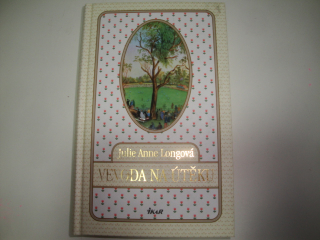 Julie Anne Longová
VÉVODA NA ÚTĚKU
IKAR